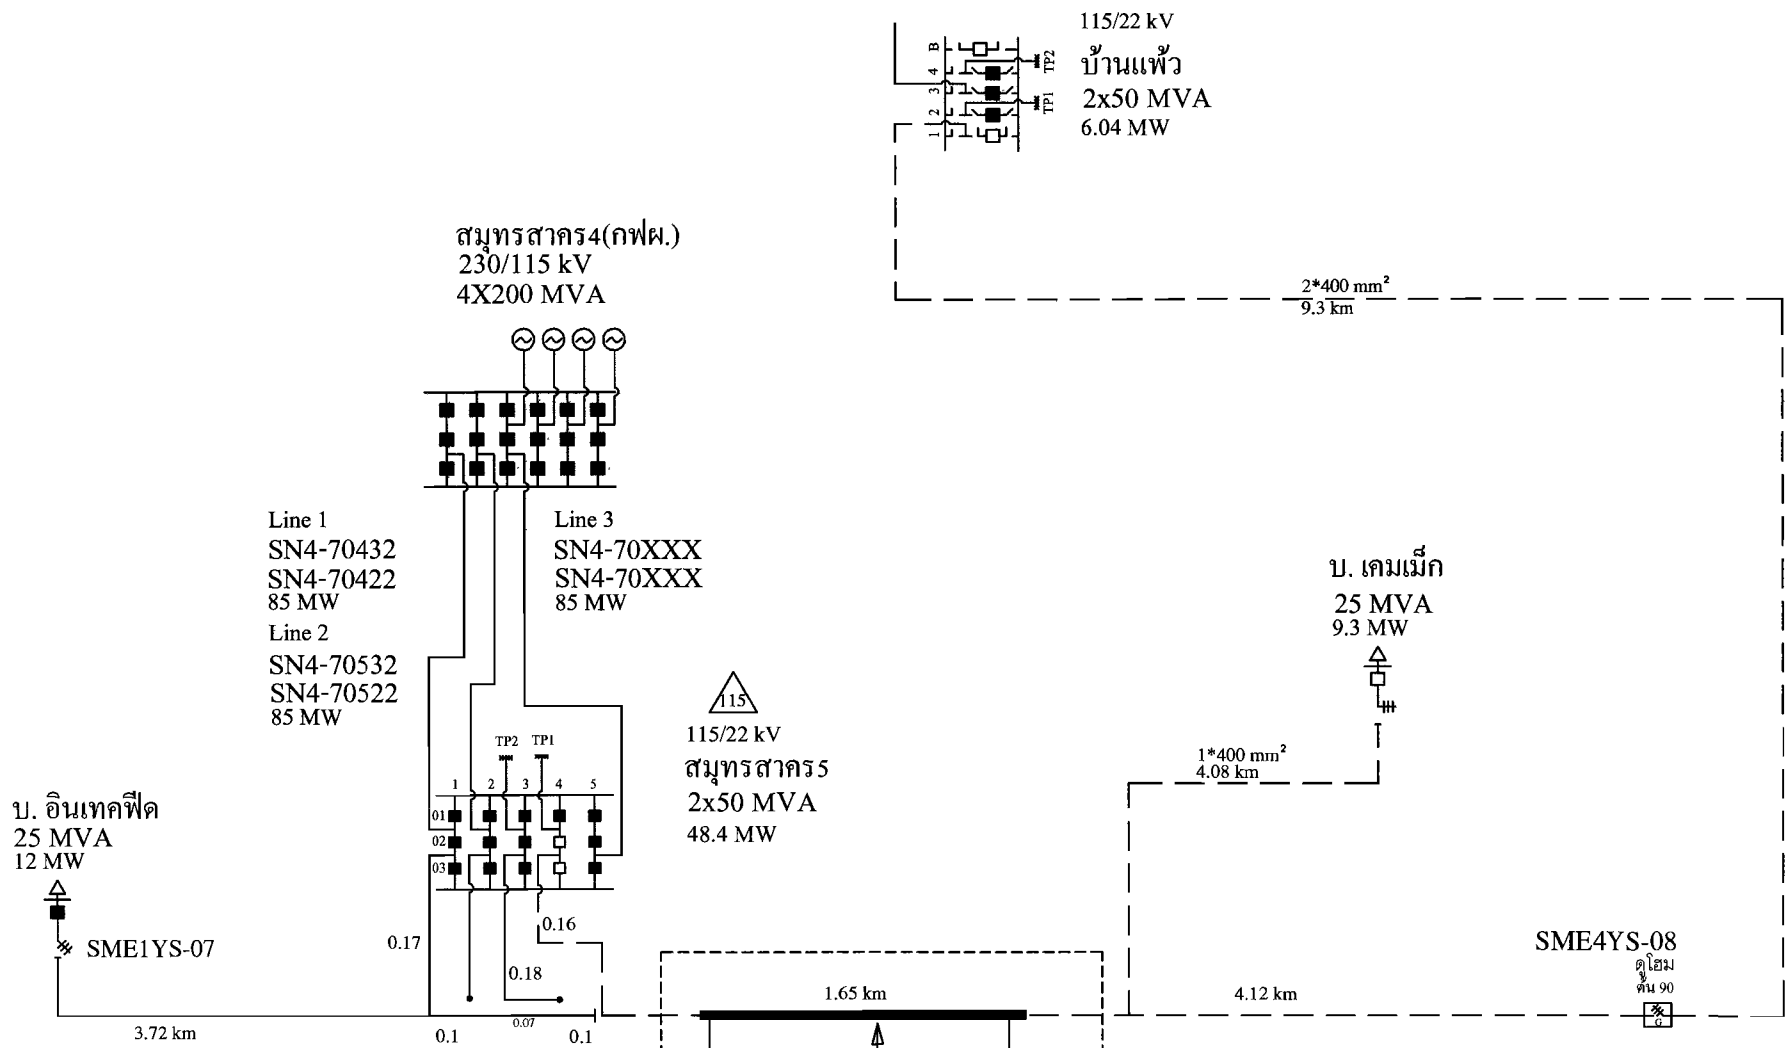 115/22 kV
บ้านแพ้ว
2x50 MVA
6.04 MW
B
4
3
2
1
TP2
TP1
สมุทรสาคร4(กฟผ.)
230/115 kV
4X200 MVA
2*400 mm²
9.3 km
Line 1
SN4-70432
SN4-70422
85 MW
Line 2
SN4-70532
SN4-70522
85 MW
Line 3
SN4-70XXX
SN4-70XXX
85 MW
บ. เคมเม็ก
25 MVA
9.3 MW
1*400 mm²
4.08 km
115
115/22 kV
สมุทรสาคร5
2x50 MVA
48.4 MW
TP2 TP1
1 2 3 4 5
01
02
03
บ. อินเทคฟีด
25 MVA
12 MW
SME1YS-07
0.17
0.16
0.18
SME4YS-08
ตู้โฮม
ต้น 90
G
1.65 km
4.12 km
3.72 km
0.1
0.07
0.1